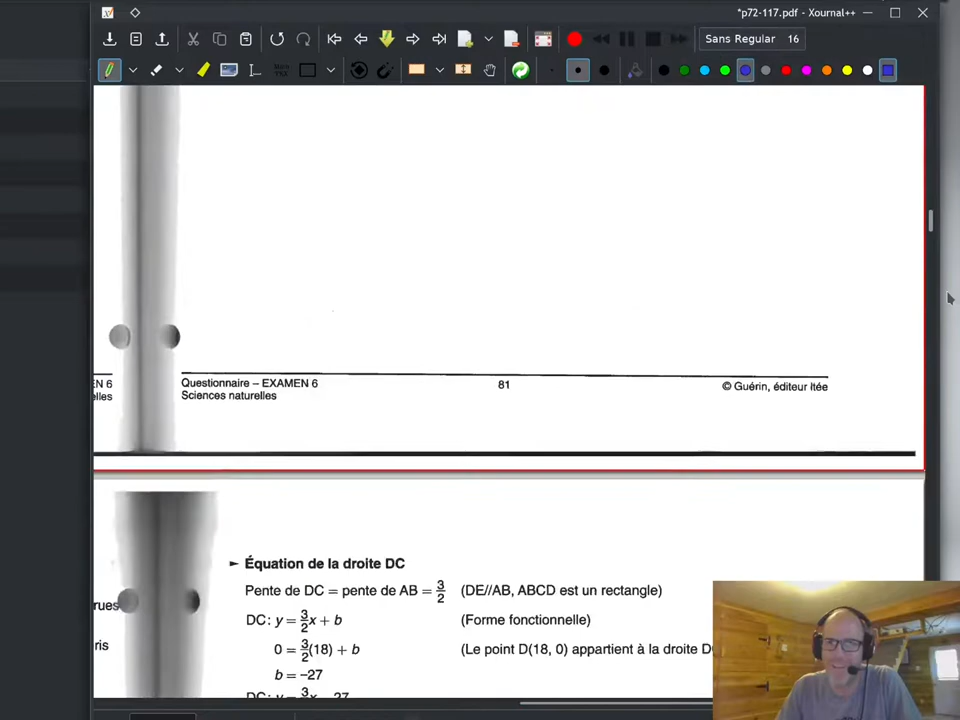 *p72-117.pdf - Xournal++
Sans Regular 16
EN 6
elles
Questionnaire – EXAMEN 6
Sciences naturelles
81
© Guérin, éditeur ltée
► Équation de la droite DC
Pente de DC = pente de AB = 3/2 (DE//AB, ABCD est un rectangle)
rues
DC: y = 3/2 x + b (Forme fonctionnelle)
ris
0 = 3/2 (18) + b (Le point D(18, 0) appartient à la droite D
b = –27
DC: y = 3/2 x – 27